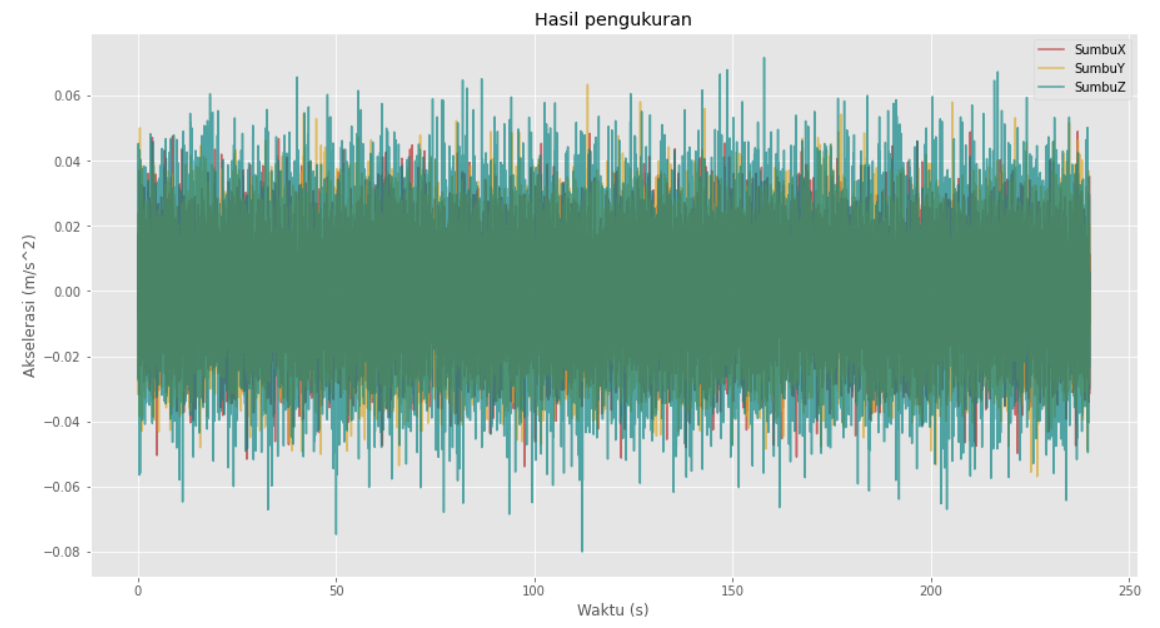 Hasil pengukuran
SumbuX
SumbuY
SumbuZ
0.06
0.04
0.02
0.00
−0.02
−0.04
−0.06
−0.08
Akselerasi (m/s^2)
0 50 100 150 200 250
Waktu (s)